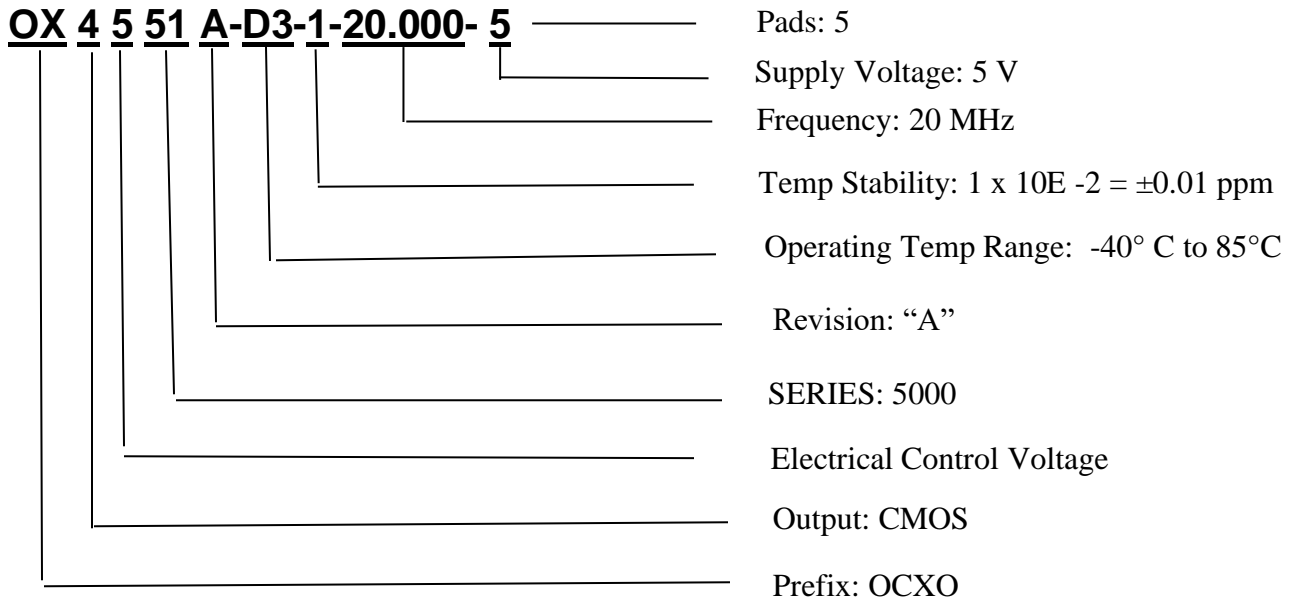 OX 4 5 51 A-D3-1-20.000- 5
Pads: 5
Supply Voltage: 5 V
Frequency: 20 MHz
Temp Stability: 1 x 10E -2 = ±0.01 ppm
Operating Temp Range:  -40° C to 85°C
Revision: “A”
SERIES: 5000
Electrical Control Voltage
Output: CMOS
Prefix: OCXO